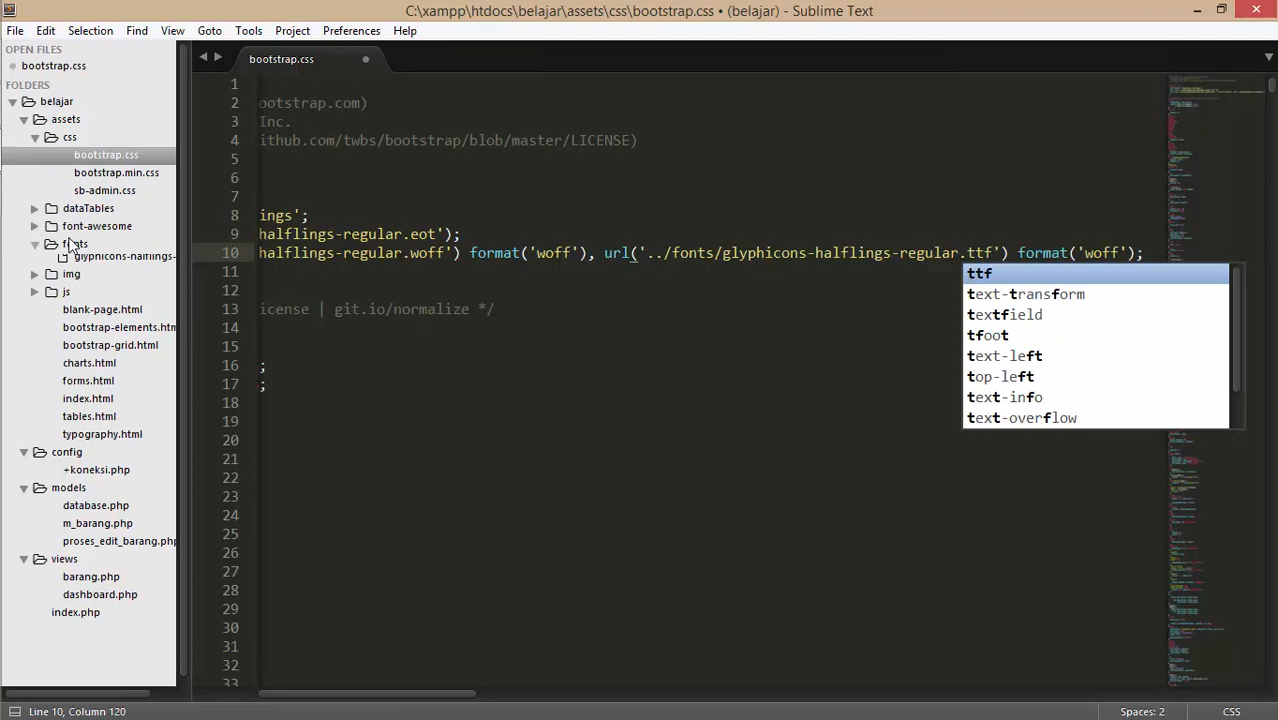 C:\xampp\htdocs\belajar\assets\css\bootstrap.css • (belajar) - Sublime Text
File Edit Selection Find View Goto Tools Project Preferences Help
OPEN FILES
bootstrap.css
FOLDERS
belajar
assets
css
bootstrap.css
bootstrap.min.css
sb-admin.css
dataTables
font-awesome
fonts
glyphicons-halflings-
img
js
blank-page.html
bootstrap-elements.htm
bootstrap-grid.html
charts.html
forms.html
index.html
tables.html
typography.html
config
+koneksi.php
models
database.php
m_barang.php
proses_edit_barang.php
views
barang.php
dashboard.php
index.php
bootstrap.css
1
2 ootstrap.com)
3 Inc.
4 ithub.com/twbs/bootstrap/blob/master/LICENSE)
5
6
7
8 ings';
9 halflings-regular.eot');
10 halflings-regular.woff') format('woff'), url('../fonts/glyphicons-halflings-regular.ttf') format('woff');
11
12
13 icense | git.io/normalize */
14
15
16 ;
17 ;
18
19
20
21
22
23
24
25
26
27
28
29
30
31
32
33
ttf
text-transform
textfield
tfoot
text-left
top-left
text-info
text-overflow
Line 10, Column 120
Spaces: 2
CSS